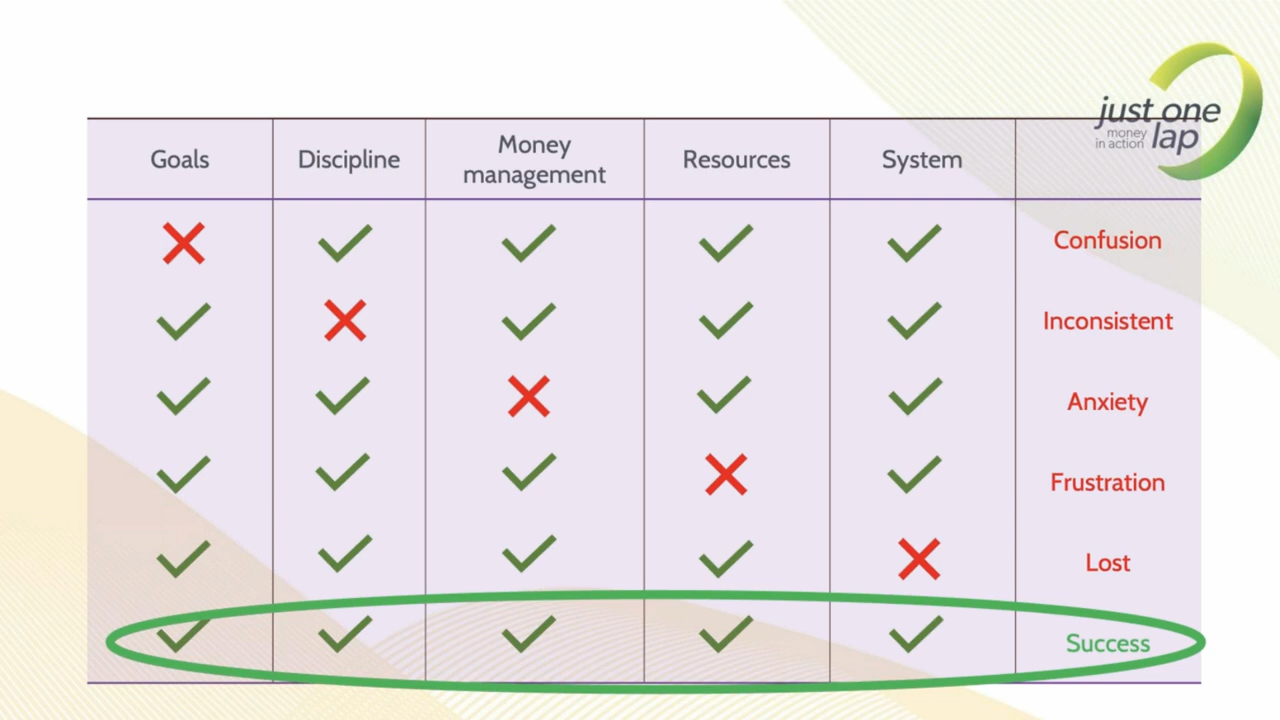 just one
money
in action
lap
Goals
Discipline
Money
management
Resources
System
Confusion
Inconsistent
Anxiety
Frustration
Lost
Success